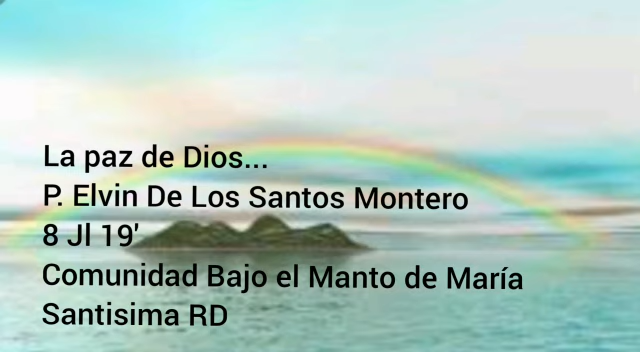 La paz de Dios...
P. Elvin De Los Santos Montero
8 Jl 19'
Comunidad Bajo el Manto de María
Santisima RD